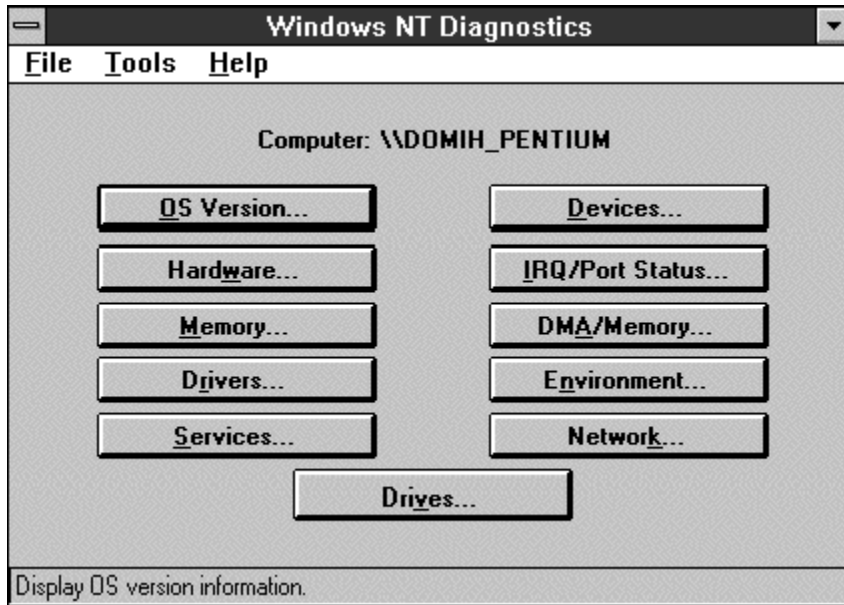 Windows NT Diagnostics
File Tools Help
Computer: \\DOMIH_PENTIUM
OS Version... Devices...
Hardware... IRQ/Port Status...
Memory... DMA/Memory...
Drivers... Environment...
Services... Network...
Drives...
Display OS version information.